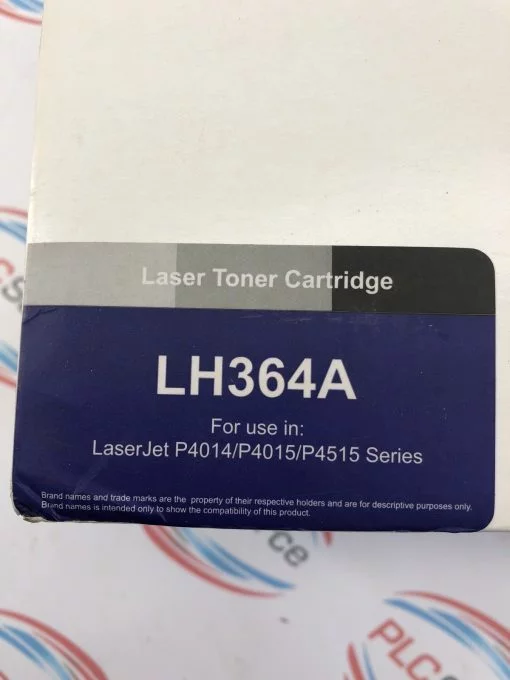 Laser Toner Cartridge
LH364A
For use in:
LaserJet P4014/P4015/P4515 Series
Brand names and trade marks are the property of their respective holders and are for descriptive purposes only.
Brand names is intended only to show the compatibility of this product.
PLC